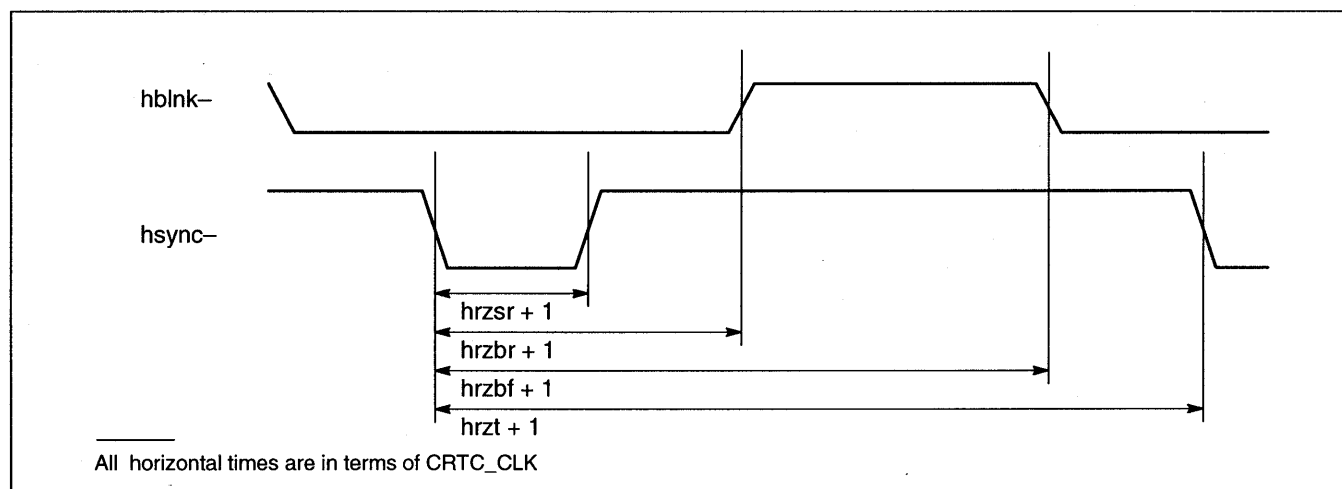 hblnk–
hsync–
hrzsr + 1
hrzbr + 1
hrzbf + 1
hrzt + 1
All horizontal times are in terms of CRTC_CLK